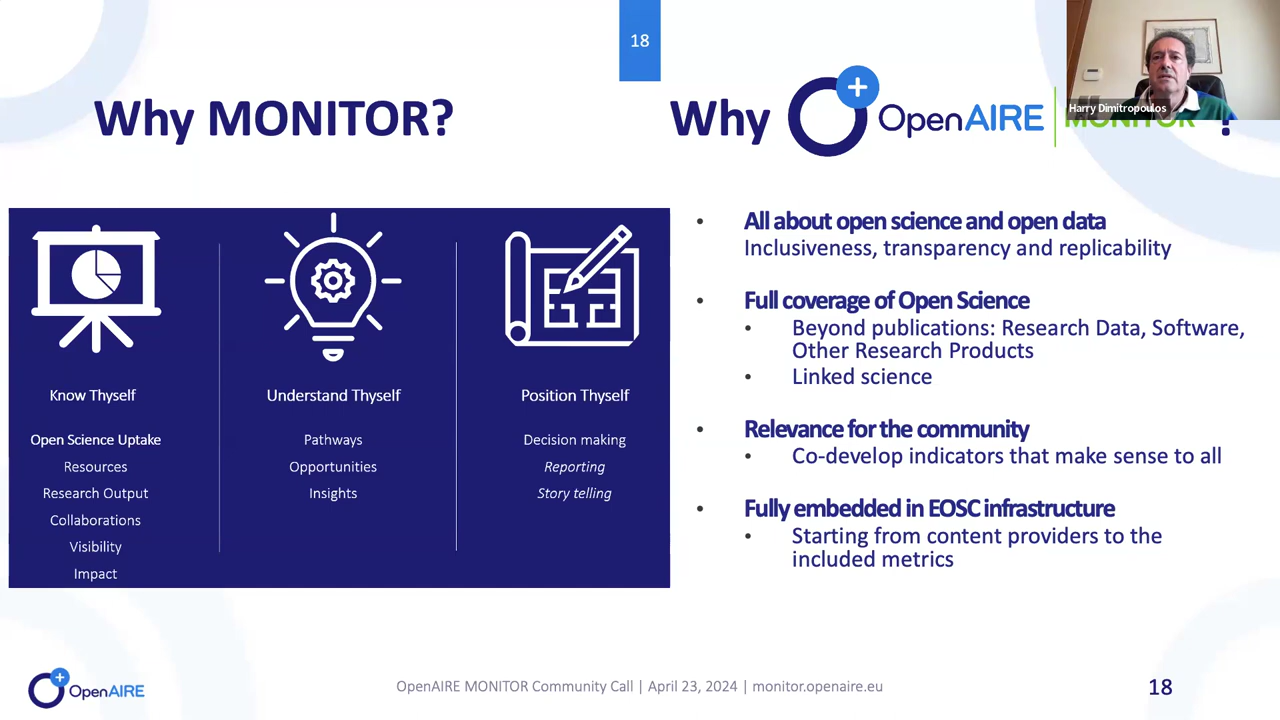 18
Harry Dimitropoulos
Why MONITOR?
Why OpenAIRE MONITOR ?
Know Thyself
Open Science Uptake
Resources
Research Output
Collaborations
Visibility
Impact
Understand Thyself
Pathways
Opportunities
Insights
Position Thyself
Decision making
Reporting
Story telling
• All about open science and open data
Inclusiveness, transparency and replicability
• Full coverage of Open Science
• Beyond publications: Research Data, Software,
Other Research Products
• Linked science
• Relevance for the community
• Co-develop indicators that make sense to all
• Fully embedded in EOSC infrastructure
• Starting from content providers to the
included metrics
OpenAIRE
OpenAIRE MONITOR Community Call | April 23, 2024 | monitor.openaire.eu
18